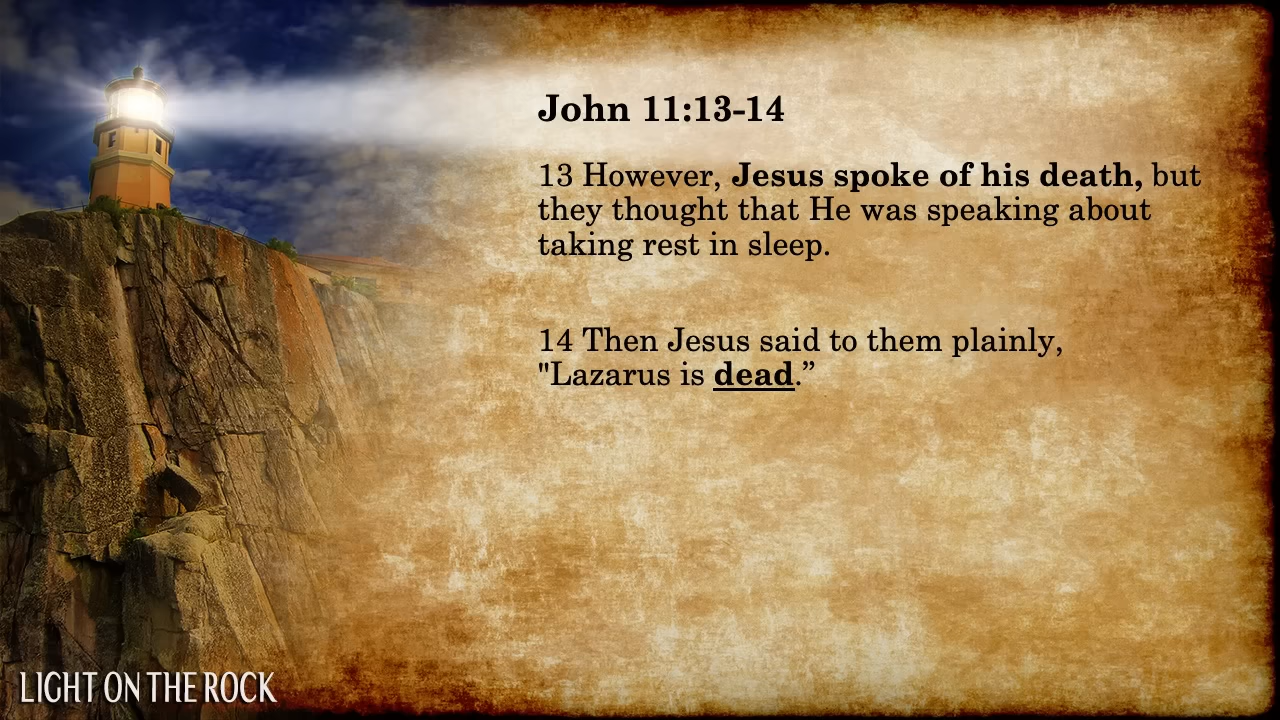 John 11:13-14
13 However, Jesus spoke of his death, but
they thought that He was speaking about
taking rest in sleep.
14 Then Jesus said to them plainly,
"Lazarus is dead.”
LIGHT ON THE ROCK